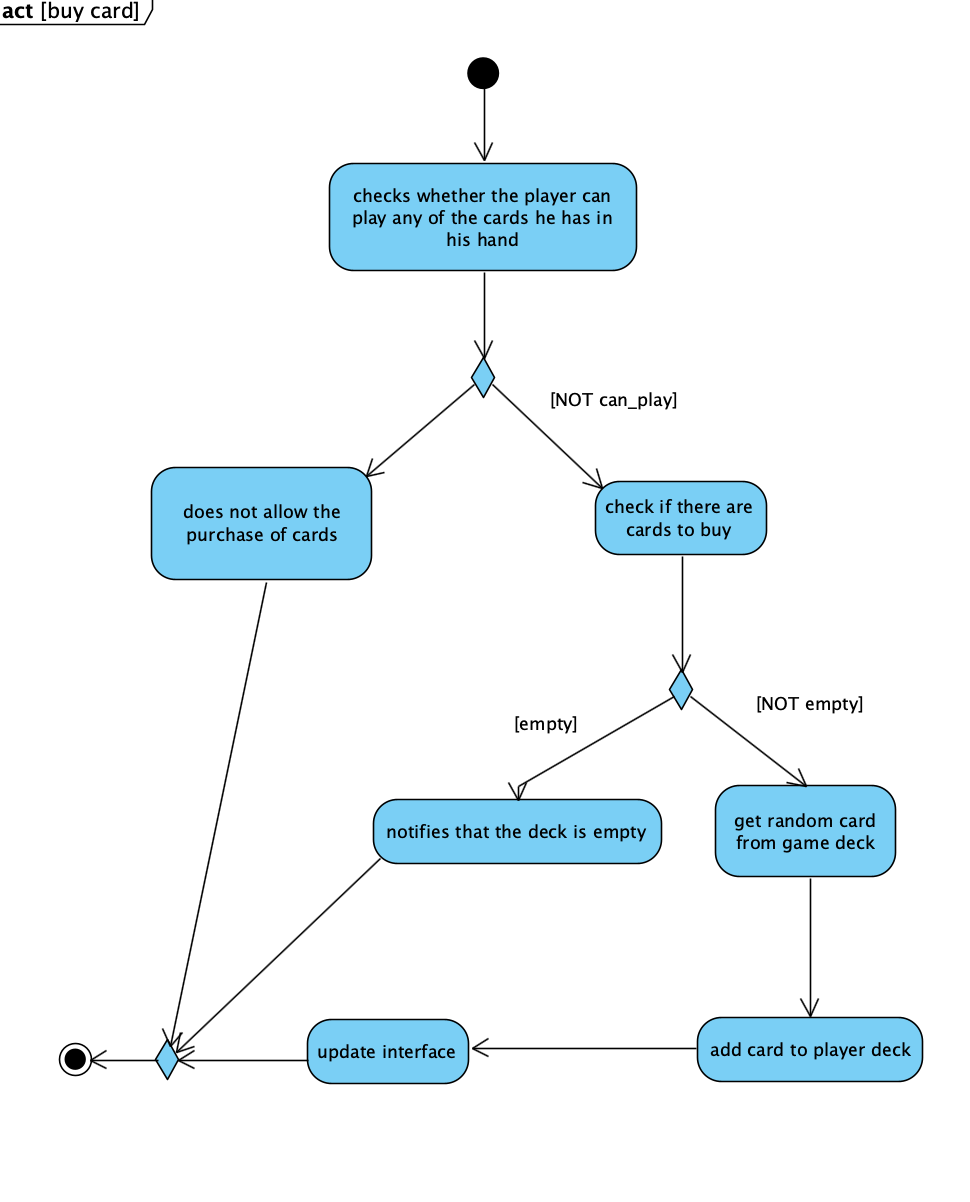 act [buy card]
checks whether the player can
play any of the cards he has in
his hand
[NOT can_play]
does not allow the
purchase of cards
check if there are
cards to buy
[empty]
[NOT empty]
notifies that the deck is empty
get random card
from game deck
update interface
add card to player deck